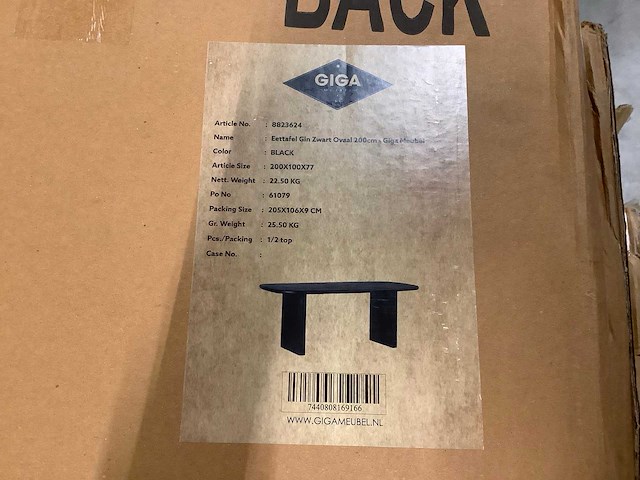 BACK
GIGA
Article No. : 8823624
Name : Eettafel Gin Zwart Ovaal 200cm - Giga Meubel
Color : BLACK
Article Size : 200X100X77
Nett. Weight : 22.50 KG
Po No : 61079
Packing Size : 205X106X9 CM
Gr. Weight : 25.50 KG
Pcs./Packing : 1/2 top
Case No. :
7440808169166
WWW.GIGAMEUBEL.NL